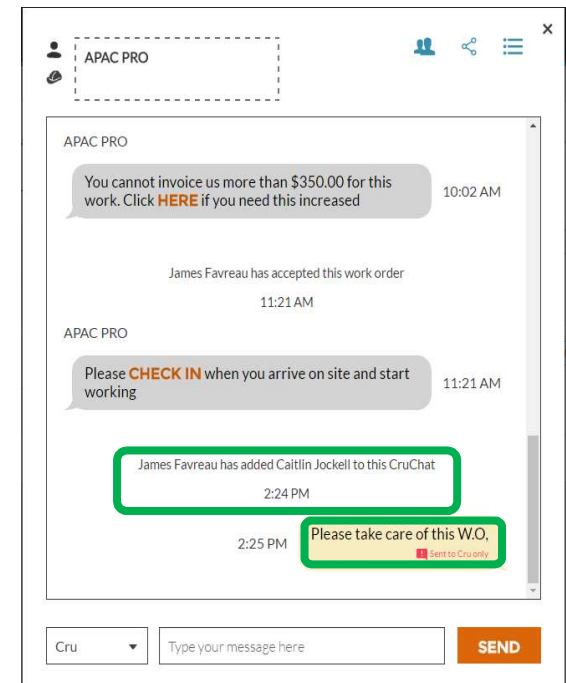 ×
APAC PRO
APAC PRO
You cannot invoice us more than $350.00 for this
work. Click HERE if you need this increased
10:02 AM
James Favreau has accepted this work order
11:21 AM
APAC PRO
Please CHECK IN when you arrive on site and start
working
11:21 AM
James Favreau has added Caitlin Jockell to this CruChat
2:24 PM
2:25 PM
Please take care of this W.O,
Sent to Cru only
Cru
Type your message here
SEND